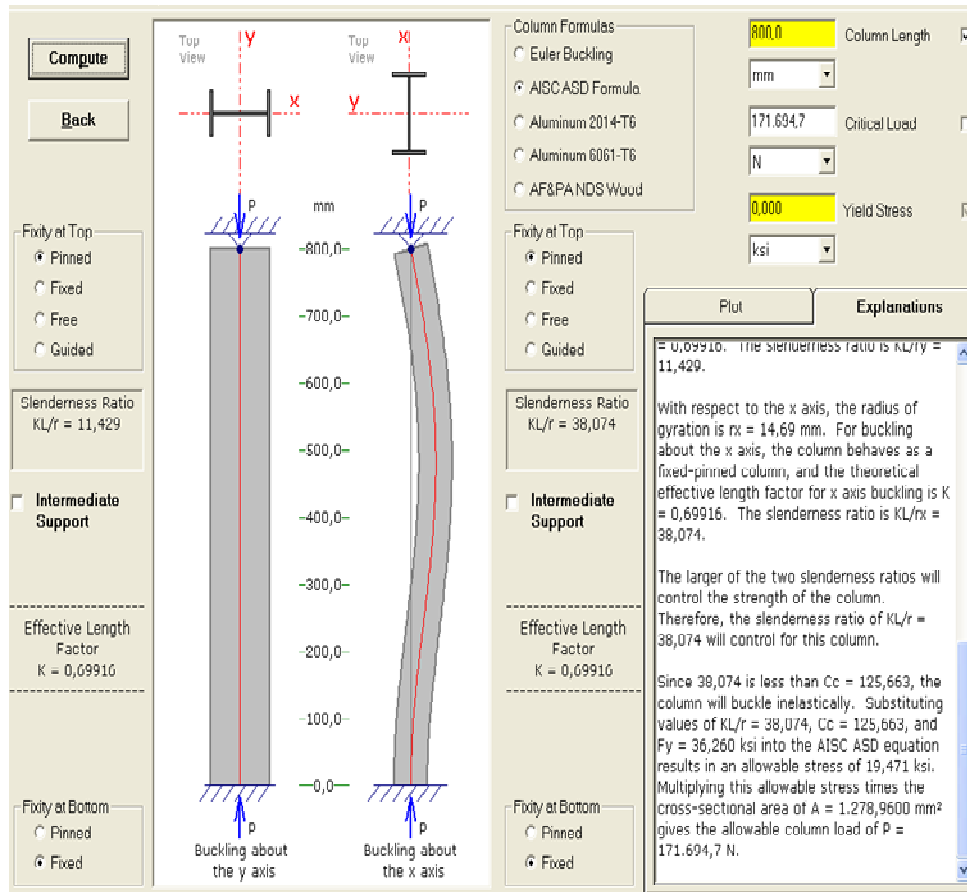 Compute
Back
Fixity at Top
Pinned
Fixed
Free
Guided
Slenderness Ratio
KL/r = 11,429
Intermediate
Support
Effective Length
Factor
K = 0,69916
Fixity at Bottom
Pinned
Fixed
Top
View
y
x
Top
View
x
y
P
mm
P
800,0
700,0
600,0
500,0
400,0
300,0
200,0
100,0
0,0
P
P
Buckling about
the y axis
Buckling about
the x axis
Column Formulas
Euler Buckling
AISC ASD Formula
Aluminum 2014-T6
Aluminum 6061-T6
AF&PA NDS Wood
Fixity at Top
Pinned
Fixed
Free
Guided
Slenderness Ratio
KL/r = 38,074
Intermediate
Support
Effective Length
Factor
K = 0,69916
Fixity at Bottom
Pinned
Fixed
800,0 Column Length
mm
171.694,7 Critical Load
N
0,000 Yield Stress
ksi
Plot Explanations
= 0,69916. The slenderness ratio is KL/ry =
11,429.
With respect to the x axis, the radius of
gyration is rx = 14,69 mm. For buckling
about the x axis, the column behaves as a
fixed-pinned column, and the theoretical
effective length factor for x axis buckling is K
= 0,69916. The slenderness ratio is KL/rx =
38,074.
The larger of the two slenderness ratios will
control the strength of the column.
Therefore, the slenderness ratio of KL/r =
38,074 will control for this column.
Since 38,074 is less than Cc = 125,663, the
column will buckle inelastically. Substituting
values of KL/r = 38,074, Cc = 125,663, and
Fy = 36,260 ksi into the AISC ASD equation
results in an allowable stress of 19,471 ksi.
Multiplying this allowable stress times the
cross-sectional area of A = 1.278,9600 mm²
gives the allowable column load of P =
171.694,7 N.